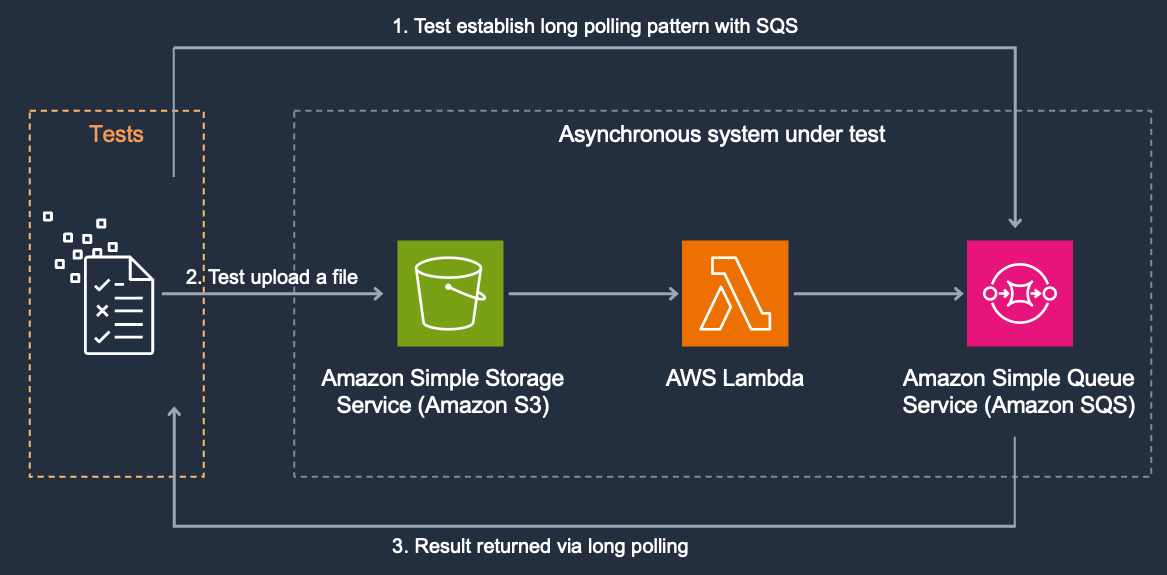 1. Test establish long polling pattern with SQS
Tests
Asynchronous system under test
2. Test upload a file
Amazon Simple Storage
Service (Amazon S3)
AWS Lambda
Amazon Simple Queue
Service (Amazon SQS)
3. Result returned via long polling